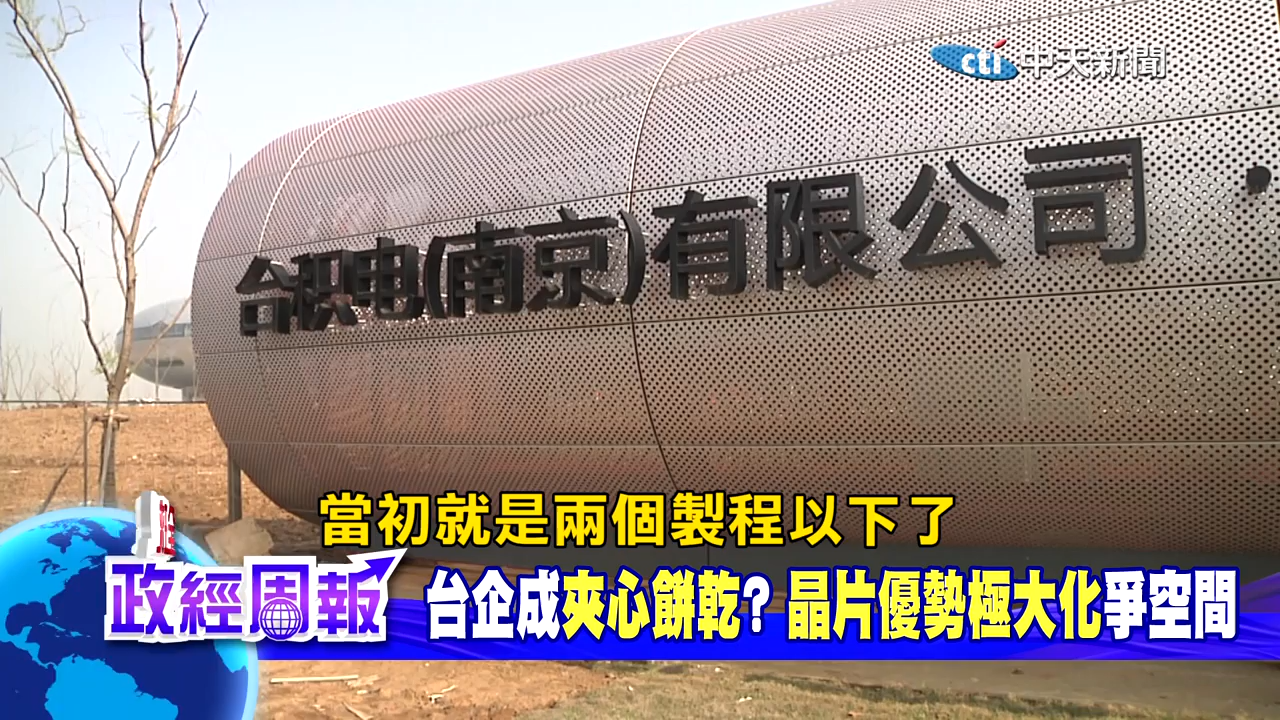 cti 中天新聞
台积电(南京)有限公司
當初就是兩個製程以下了
政經周報
台企成夾心餅乾? 晶片優勢極大化爭空間